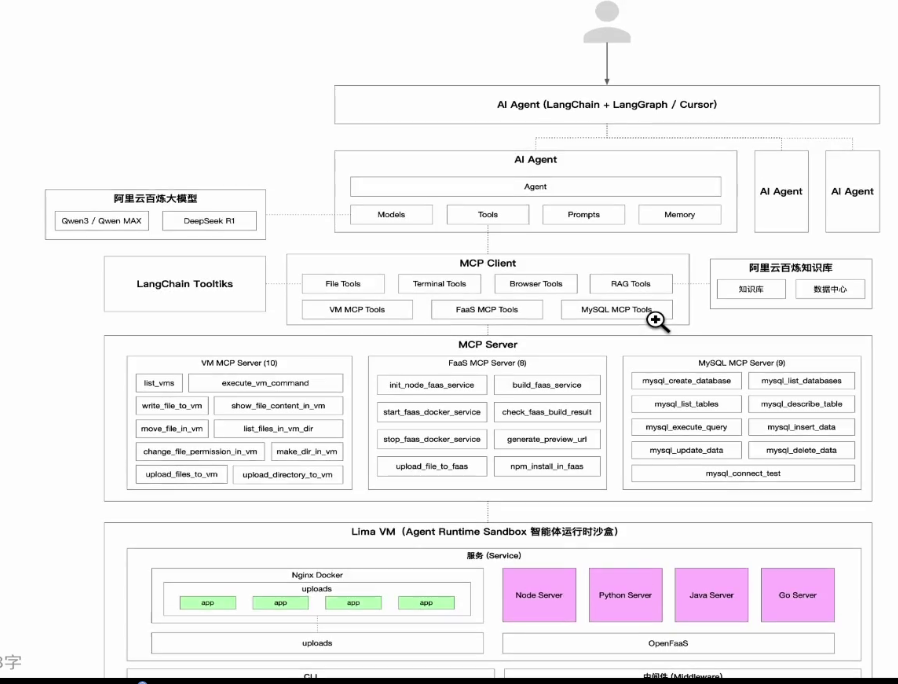 AI Agent (LangChain + LangGraph / Cursor)
AI Agent
Agent
Models
Tools
Prompts
Memory
AI Agent
AI Agent
阿里云百炼大模型
Qwen3 / Qwen MAX
DeepSeek R1
LangChain Tooltiks
MCP Client
File Tools
Terminal Tools
Browser Tools
RAG Tools
VM MCP Tools
FaaS MCP Tools
MySQL MCP Tools
阿里云百炼知识库
知识库
数据中心
MCP Server
VM MCP Server (10)
list_vms
execute_vm_command
write_file_to_vm
show_file_content_in_vm
move_file_in_vm
list_files_in_vm_dir
change_file_permission_in_vm
make_dir_in_vm
upload_files_to_vm
upload_directory_to_vm
FaaS MCP Server (8)
init_node_faas_service
build_faas_service
start_faas_docker_service
check_faas_build_result
stop_faas_docker_service
generate_preview_url
upload_file_to_faas
npm_install_in_faas
MySQL MCP Server (9)
mysql_create_database
mysql_list_databases
mysql_list_tables
mysql_describe_table
mysql_execute_query
mysql_insert_data
mysql_update_data
mysql_delete_data
mysql_connect_test
Lima VM（Agent Runtime Sandbox 智能体运行时沙盒）
服务 (Service)
Nginx Docker
uploads
app
app
app
app
uploads
Node Server
Python Server
Java Server
Go Server
OpenFaaS
字
CLI
中间件 (Middleware)